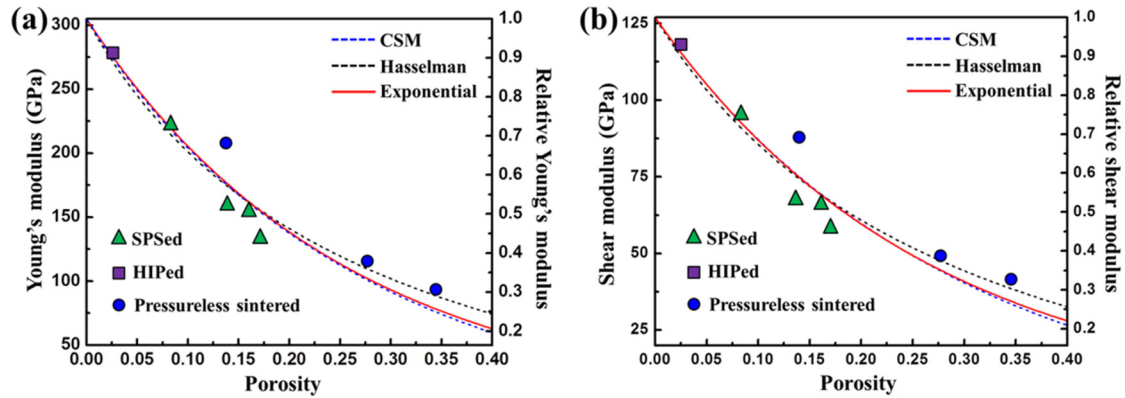 (a)
300
250
200
150
100
50
Young's modulus (GPa)
0.00 0.05 0.10 0.15 0.20 0.25 0.30 0.35 0.40
Porosity
1.0
0.9
0.8
0.7
0.6
0.5
0.4
0.3
0.2
Relative Young's modulus
CSM
Hasselman
Exponential
SPSed
HIPed
Pressureless sintered
(b)
125
100
75
50
25
Shear modulus (GPa)
0.00 0.05 0.10 0.15 0.20 0.25 0.30 0.35 0.40
Porosity
1.0
0.9
0.8
0.7
0.6
0.5
0.4
0.3
0.2
Relative shear modulus
CSM
Hasselman
Exponential
SPSed
HIPed
Pressureless sintered